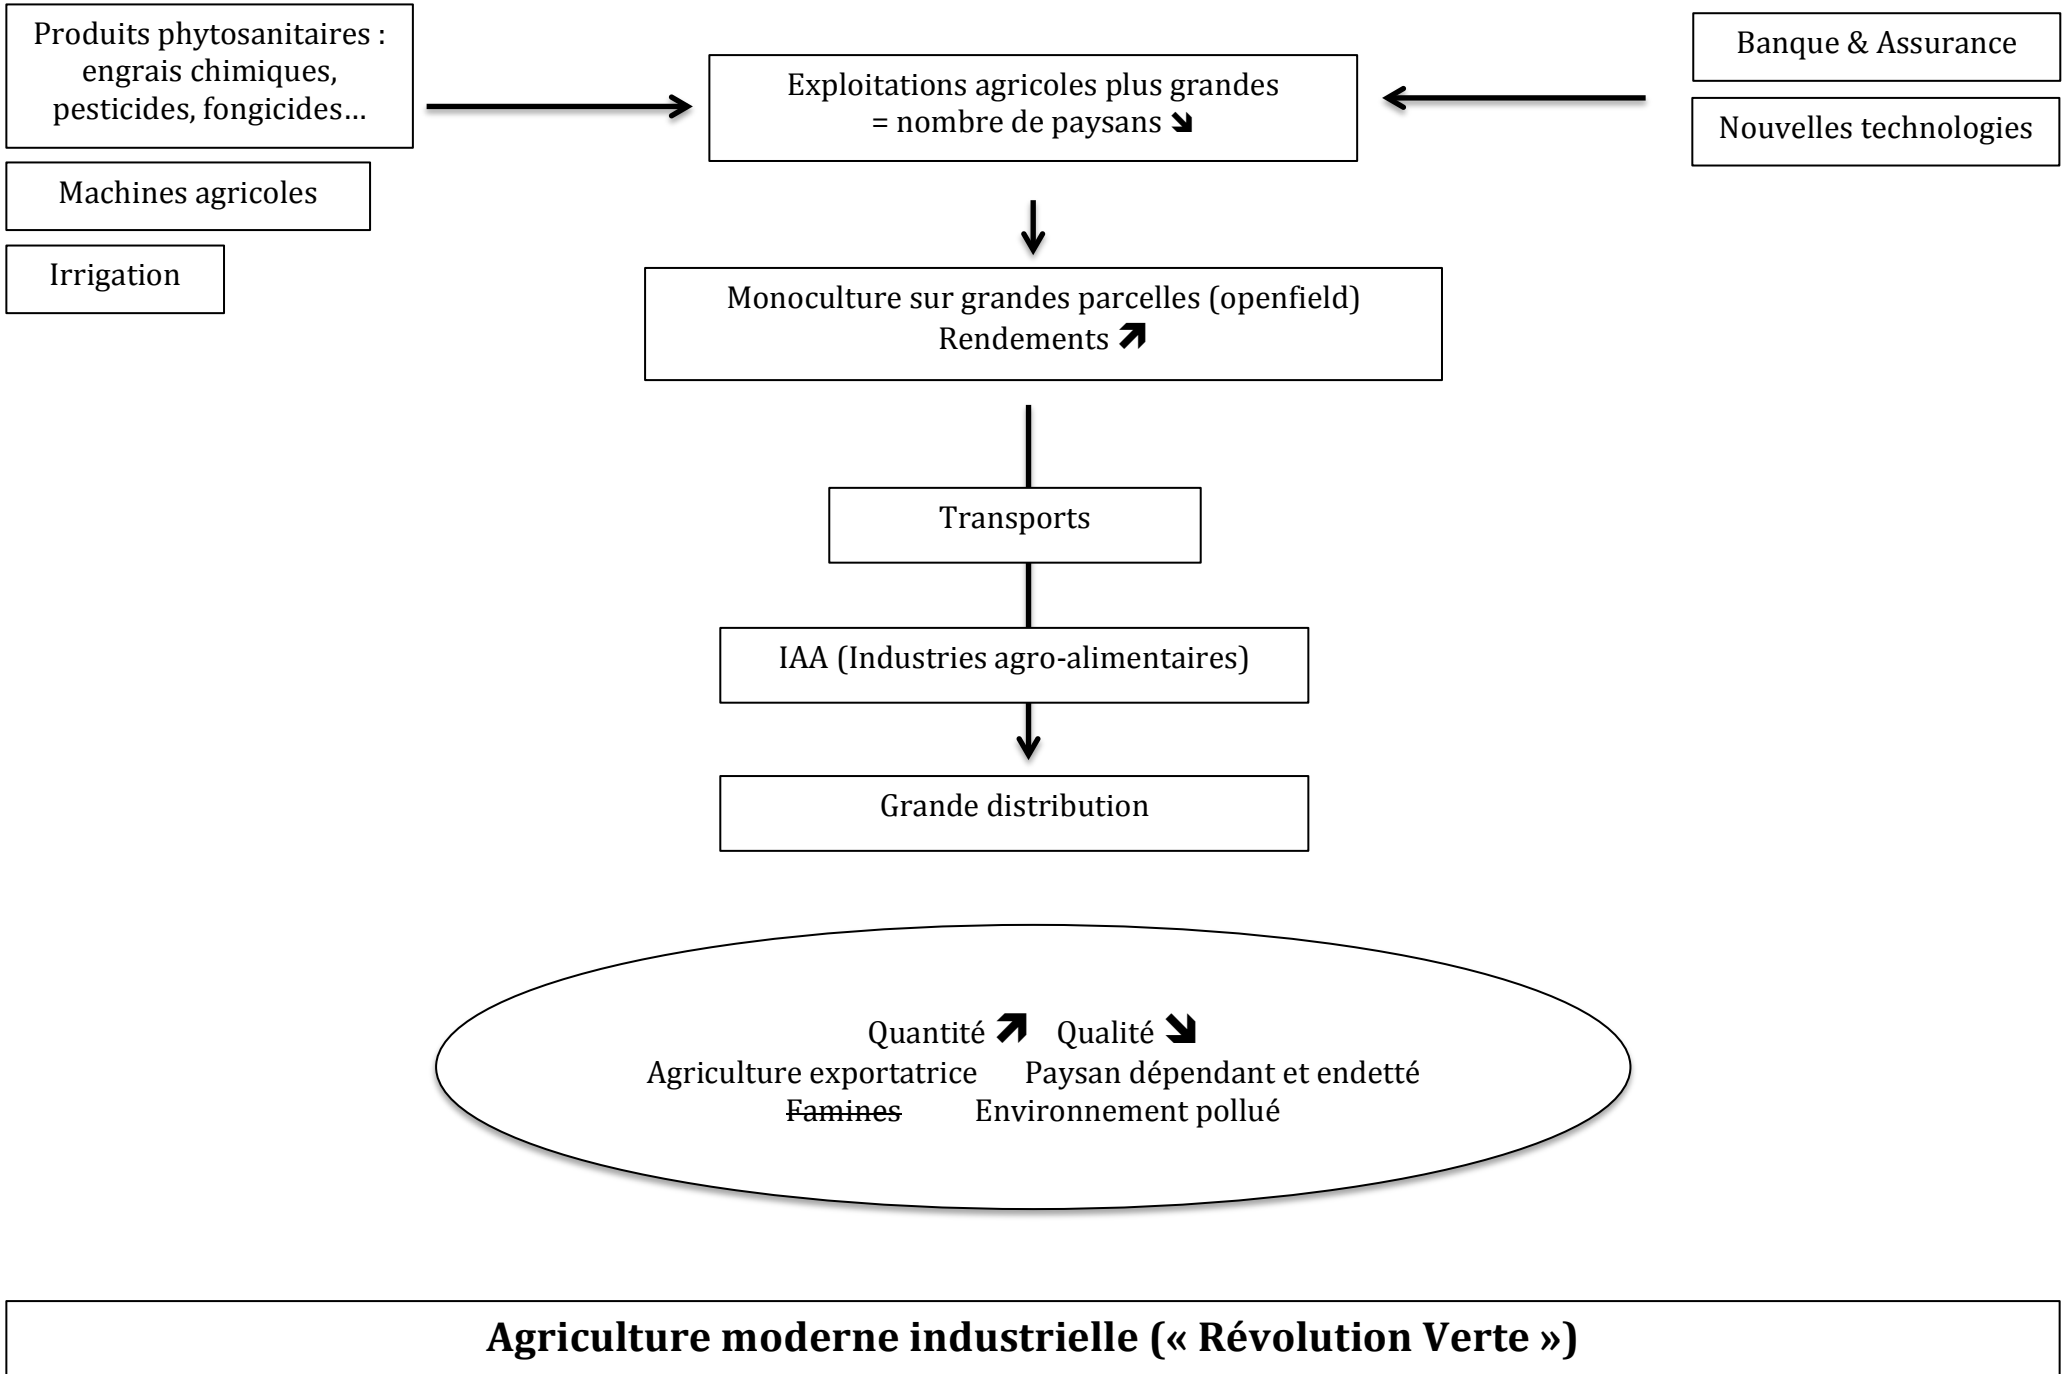 Produits phytosanitaires :
engrais chimiques,
pesticides, fongicides…
Machines agricoles
Irrigation
Exploitations agricoles plus grandes
= nombre de paysans ➘
Banque & Assurance
Nouvelles technologies
Monoculture sur grandes parcelles (openfield)
Rendements ➚
Transports
IAA (Industries agro-alimentaires)
Grande distribution
Quantité ➚ Qualité ➘
Agriculture exportatrice Paysan dépendant et endetté
Famines Environnement pollué
Agriculture moderne industrielle (« Révolution Verte »)